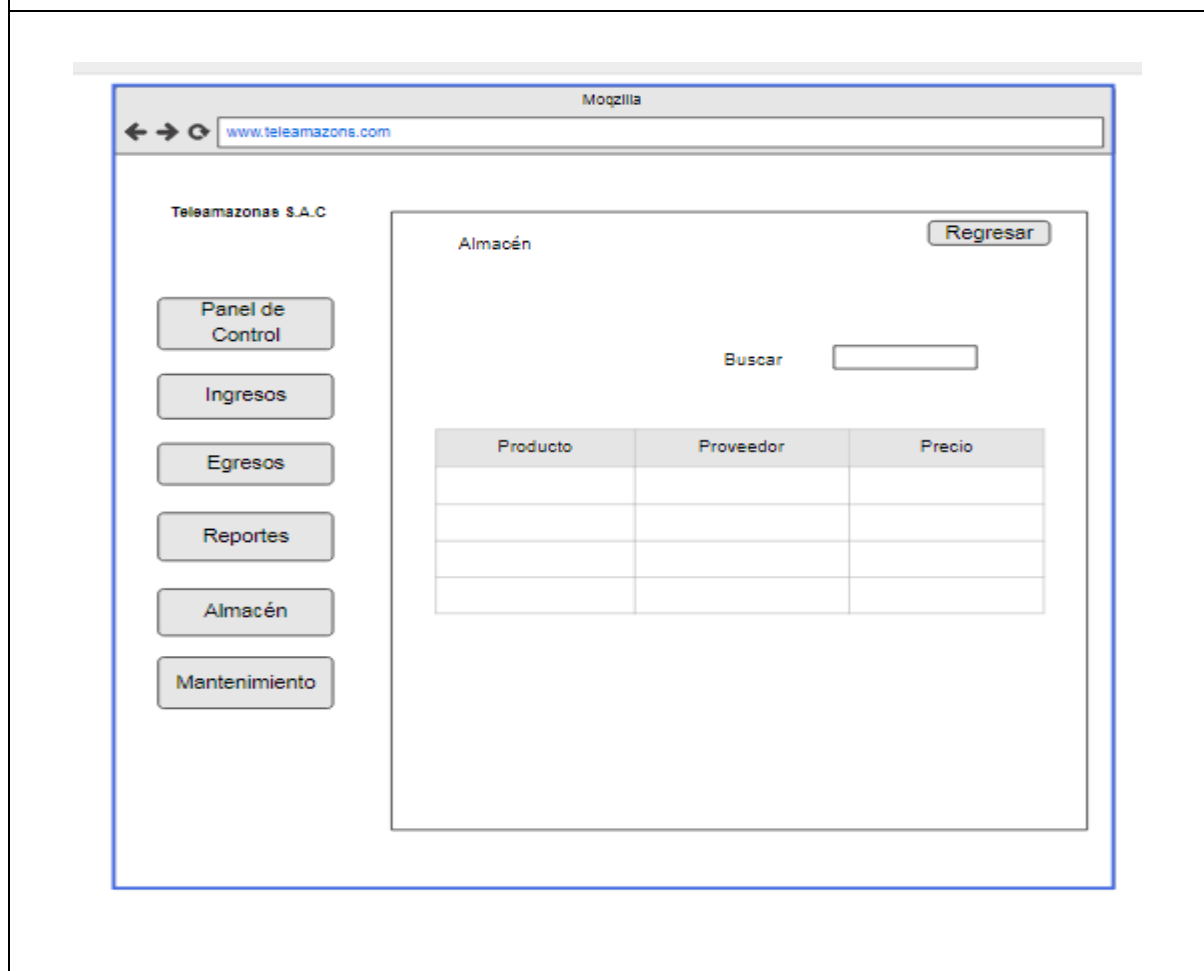 Moqzilla
www.teleamazons.com
Teleamazonas S.A.C
Almacén
Regresar
Panel de
Control
Ingresos
Egresos
Reportes
Almacén
Mantenimiento
Buscar
Producto Proveedor Precio